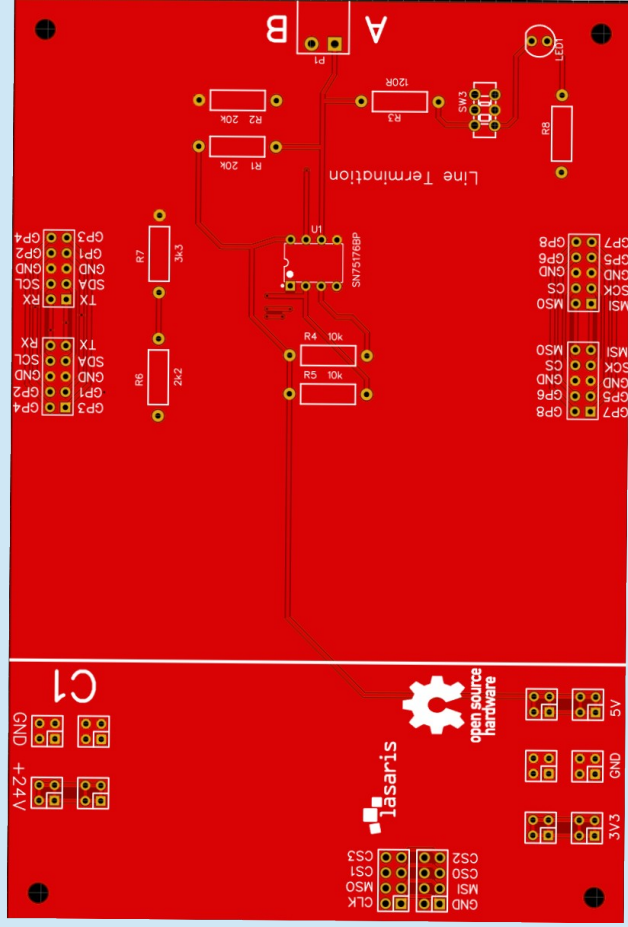 B A
P1
LED1
120R
R3
SW3
R8
20k R2
20k R1
Line Termination
U1
SN75176BP
R7
3k3
R6
2k2
R4 10k
R5 10k
GP4 GP3
GP2 GP1
GND GND
SCL SDA
RX TX
RX TX
SCL SDA
GND GND
GP2 GP1
GP4 GP3
GP8 GP7
GP6 GP5
GND GND
CS SCK
MSO MSI
MSO MSI
CS SCK
GND GND
GP6 GP5
GP8 GP7
C1
GND
+24V
open source
hardware
lasaris
5V
GND
3V3
CS3 CS2
CS1 CS0
MSO MSI
CLK GND